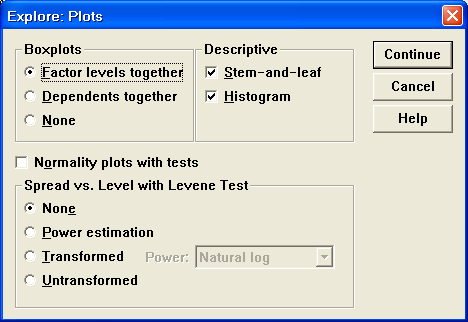 Explore: Plots
Boxplots
Factor levels together
Dependents together
None
Descriptive
Stem-and-leaf
Histogram
Continue
Cancel
Help
Normality plots with tests
Spread vs. Level with Levene Test
None
Power estimation
Transformed Power: Natural log
Untransformed